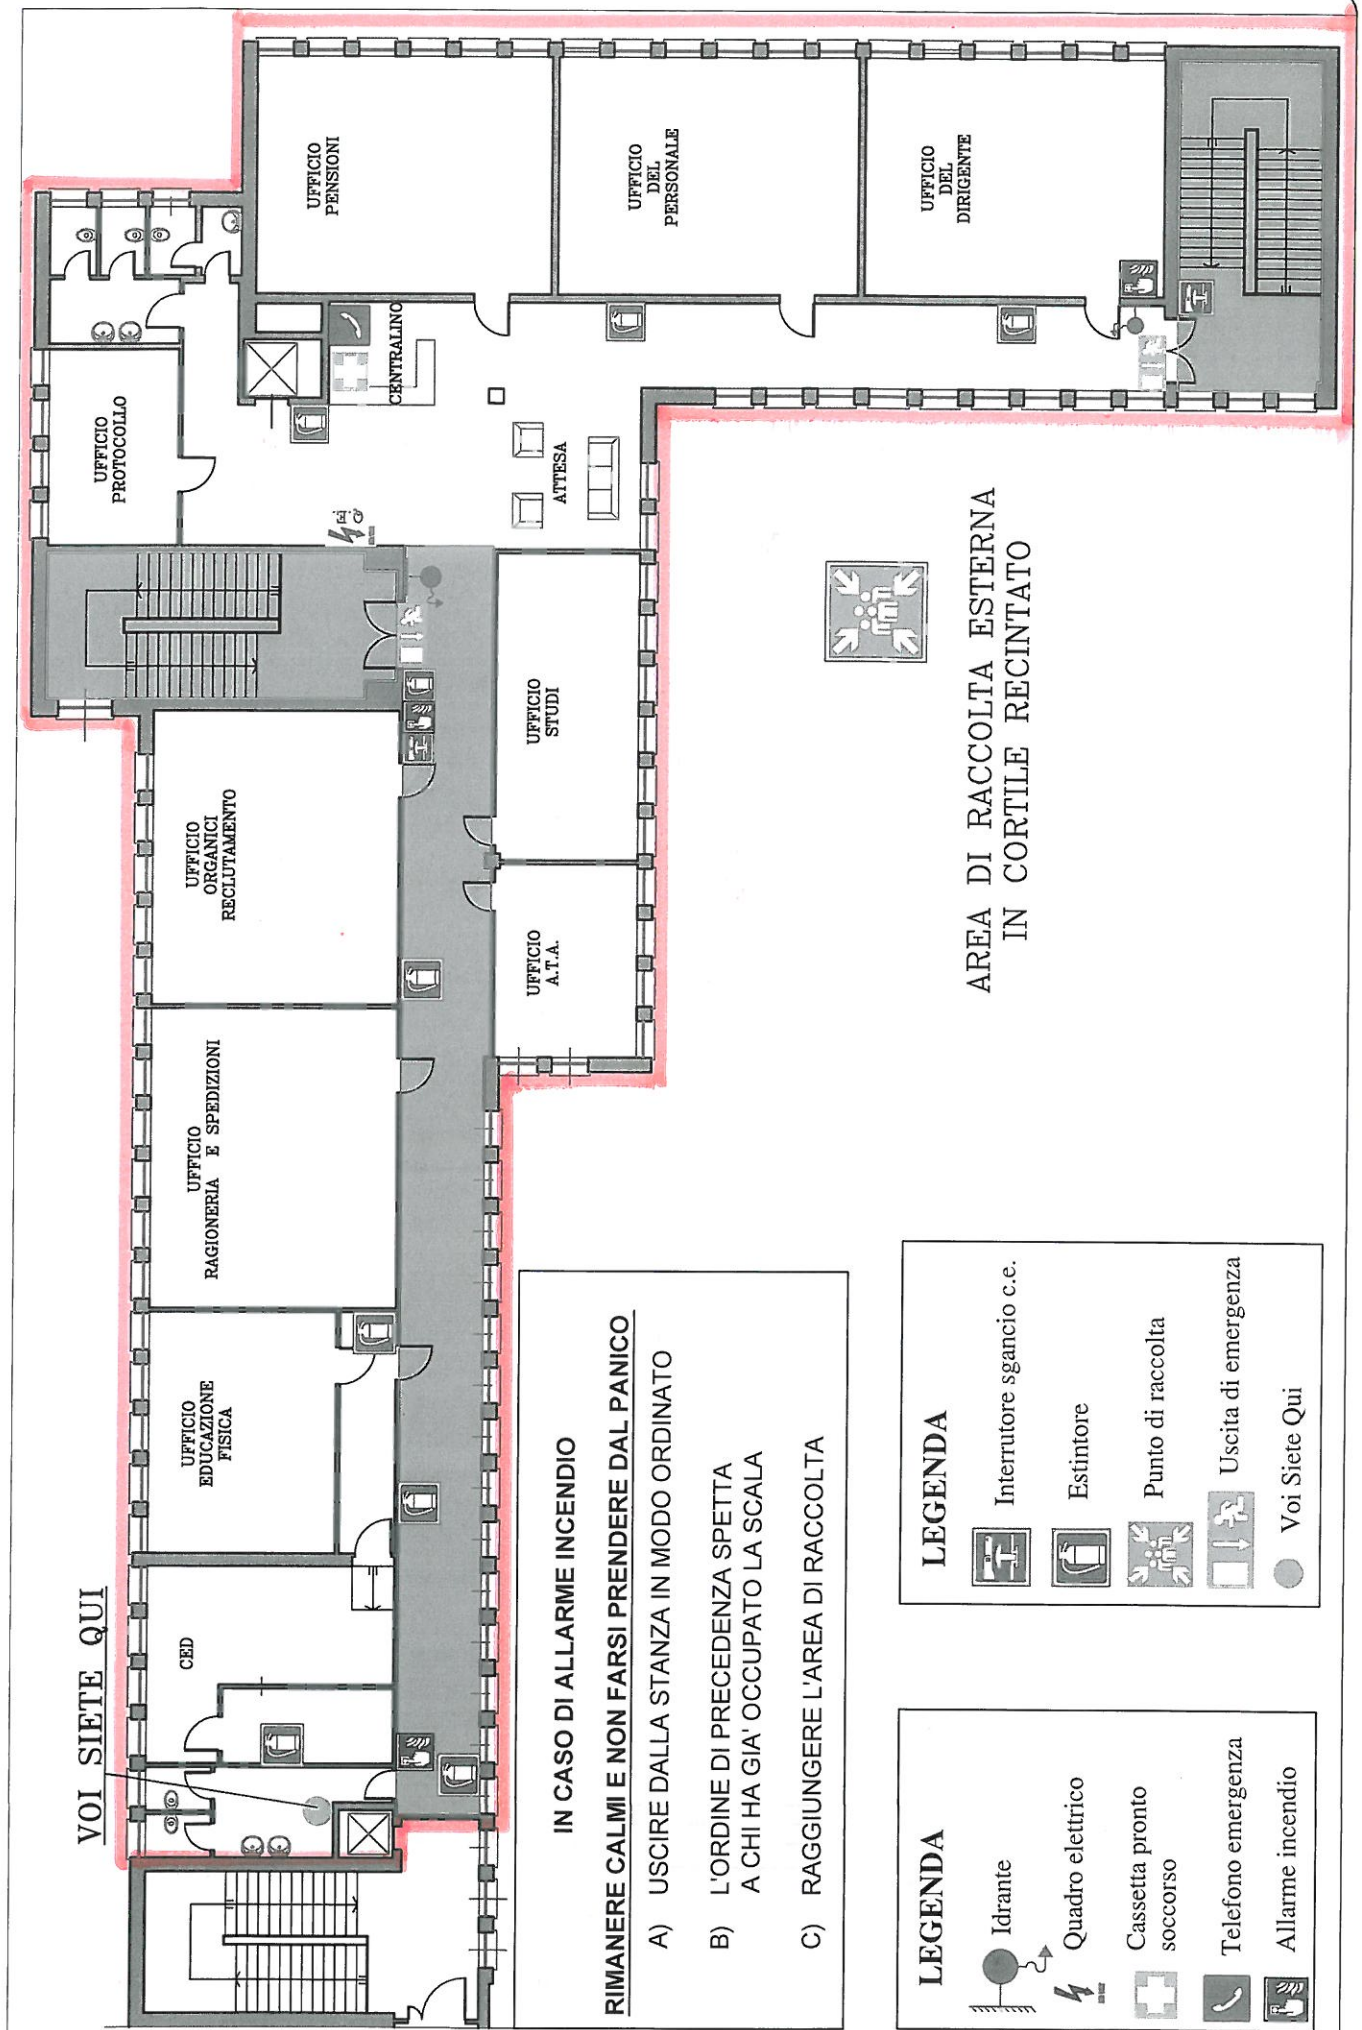 VOI SIETE QUI
CED
UFFICIO
EDUCAZIONE
FISICA
UFFICIO
RAGIONERIA E SPEDIZIONI
UFFICIO
ORGANICI
RECLUTAMENTO
UFFICIO
PROTOCOLLO
UFFICIO
PENSIONI
UFFICIO
DEL
PERSONALE
UFFICIO
DEL
DIRIGENTE
CENTRALINO
Q.E.
ATTESA
UFFICIO
STUDI
UFFICIO
A.T.A.
IN CASO DI ALLARME INCENDIO
RIMANERE CALMI E NON FARSI PRENDERE DAL PANICO
A) USCIRE DALLA STANZA IN MODO ORDINATO
B) L'ORDINE DI PRECEDENZA SPETTA
A CHI HA GIA' OCCUPATO LA SCALA
C) RAGGIUNGERE L'AREA DI RACCOLTA
AREA DI RACCOLTA ESTERNA
IN CORTILE RECINTATO
LEGENDA
Idrante
Quadro elettrico
Cassetta pronto
soccorso
Telefono emergenza
Allarme incendio
LEGENDA
Interrutore sgancio c.e.
Estintore
Punto di raccolta
Uscita di emergenza
Voi Siete Qui